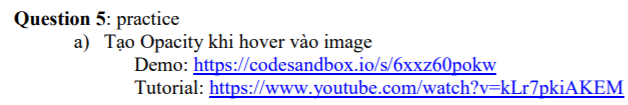 Question 5: practice
a) Tạo Opacity khi hover vào image
Demo: https://codesandbox.io/s/6xxz60pokw
Tutorial: https://www.youtube.com/watch?v=kLr7pkiAKEM